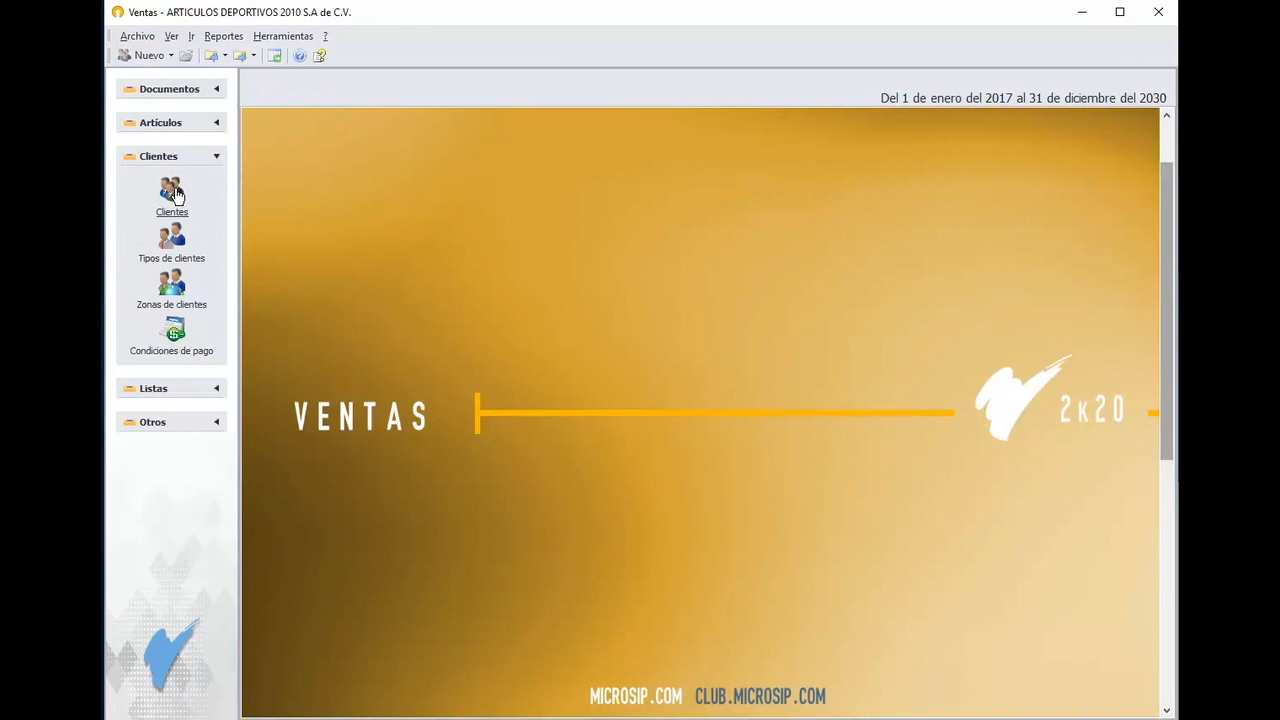 Ventas - ARTICULOS DEPORTIVOS 2010 S.A de C.V.
Archivo Ver Ir Reportes Herramientas ?
Nuevo
Documentos
Del 1 de enero del 2017 al 31 de diciembre del 2030
Artículos
Clientes
Clientes
Tipos de clientes
Zonas de clientes
Condiciones de pago
Listas
Otros
VENTAS
2K20
MICROSIP.COM CLUB.MICROSIP.COM